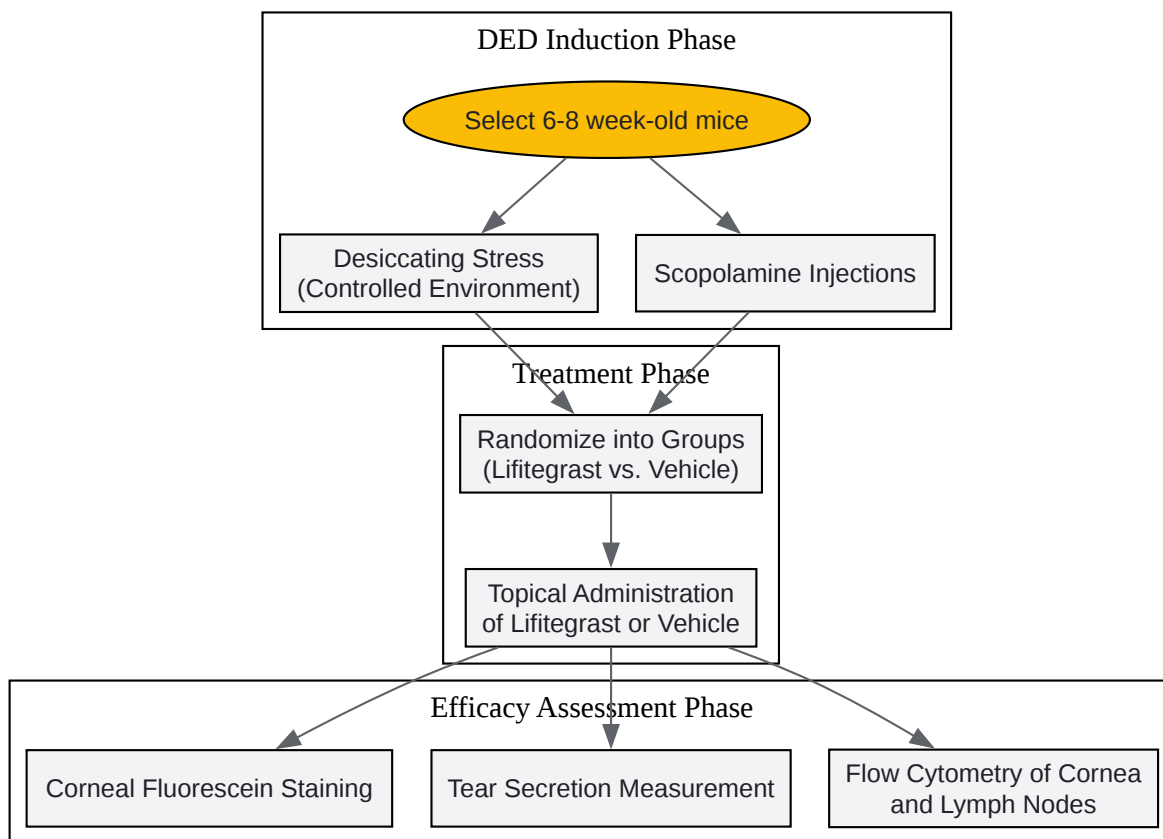 DED Induction Phase
Select 6-8 week-old mice
Desiccating Stress
(Controlled Environment)
Scopolamine Injections
Treatment Phase
Randomize into Groups
(Lifitegrast vs. Vehicle)
Topical Administration
of Lifitegrast or Vehicle
Efficacy Assessment Phase
Corneal Fluorescein Staining
Tear Secretion Measurement
Flow Cytometry of Cornea
and Lymph Nodes